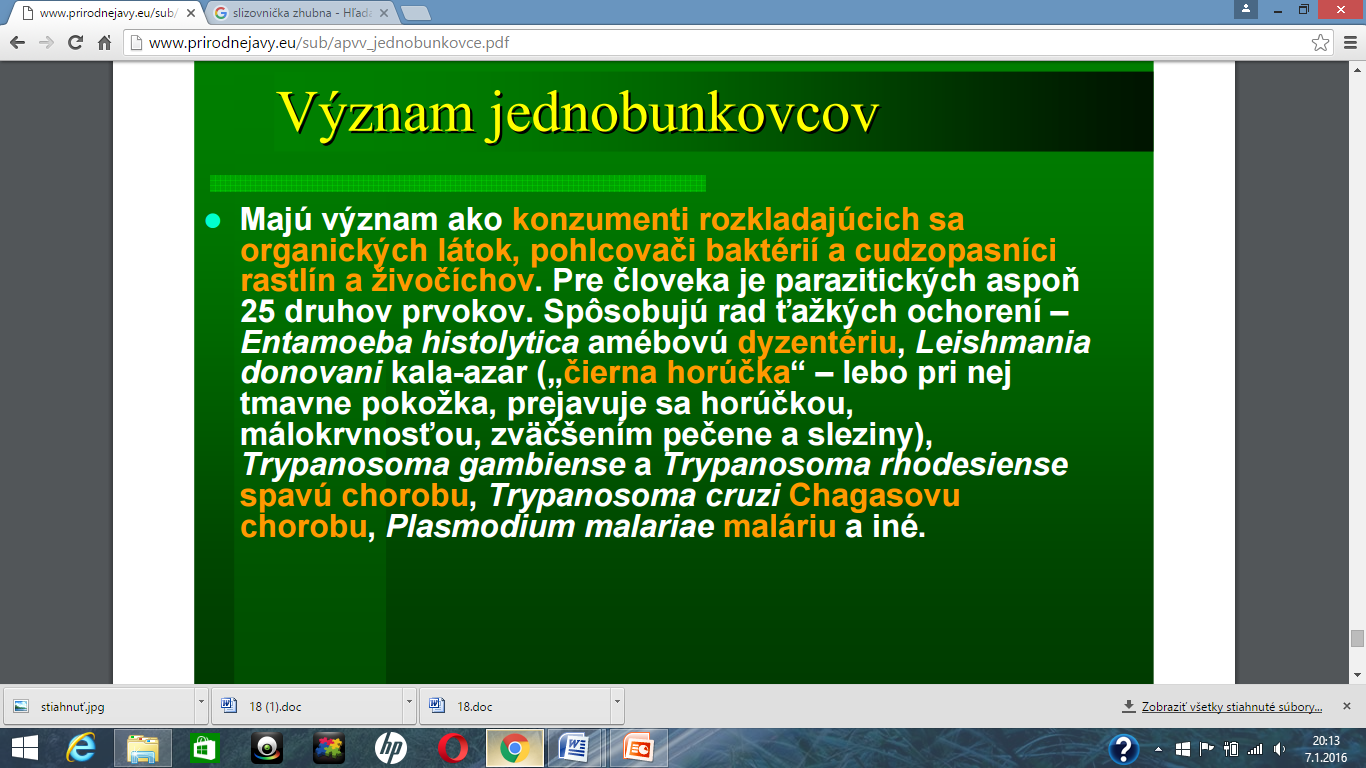 www.prirodnejavy.eu/sub/
slizovnička zhubna - Hľada
www.prirodnejavy.eu/sub/apvv_jednobunkovce.pdf
Význam jednobunkovcov
Majú význam ako konzumenti rozkladajúcich sa
organických látok, pohlcovači baktérií a cudzopasníci
rastlín a živočíchov. Pre človeka je parazitických aspoň
25 druhov prvokov. Spôsobujú rad ťažkých ochorení –
Entamoeba histolytica amébovú dyzentériu, Leishmania
donovani kala-azar („čierna horúčka“ – lebo pri nej
tmavne pokožka, prejavuje sa horúčkou,
málokrvnosťou, zväčšením pečene a sleziny),
Trypanosoma gambiense a Trypanosoma rhodesiense
spavú chorobu, Trypanosoma cruzi Chagasovu
chorobu, Plasmodium malariae maláriu a iné.
stiahnuť.jpg
18 (1).doc
18.doc
Zobraziť všetky stiahnuté súbory...
hp
20:13
7.1.2016